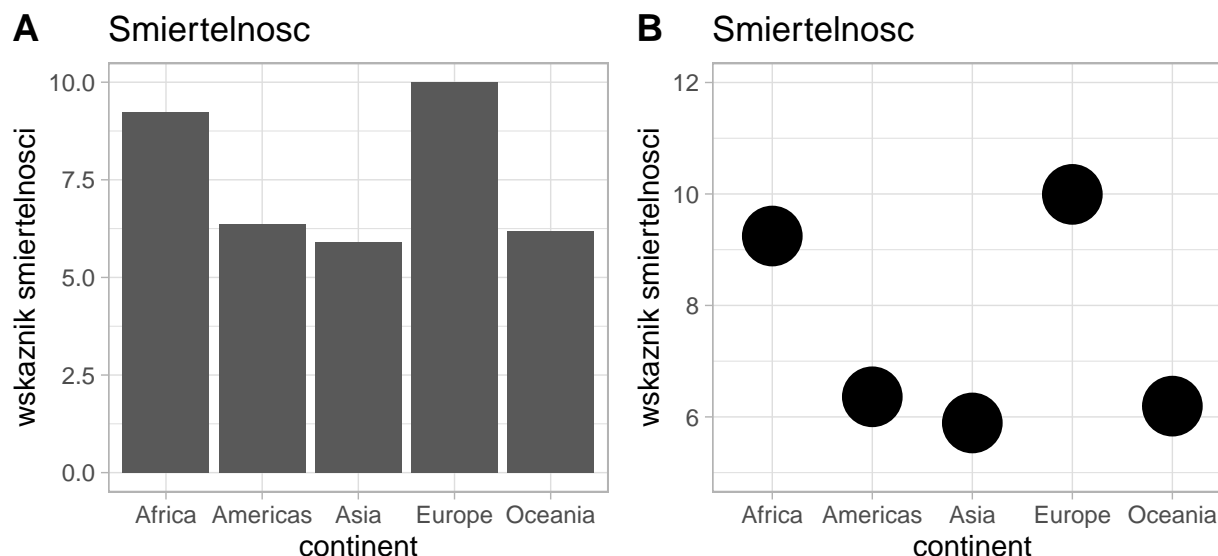 A Smiertelnosc
wskaznik smiertelnosci
10.0
7.5
5.0
2.5
0.0
Africa Americas Asia Europe Oceania
continent
B Smiertelnosc
wskaznik smiertelnosci
12
10
8
6
Africa Americas Asia Europe Oceania
continent